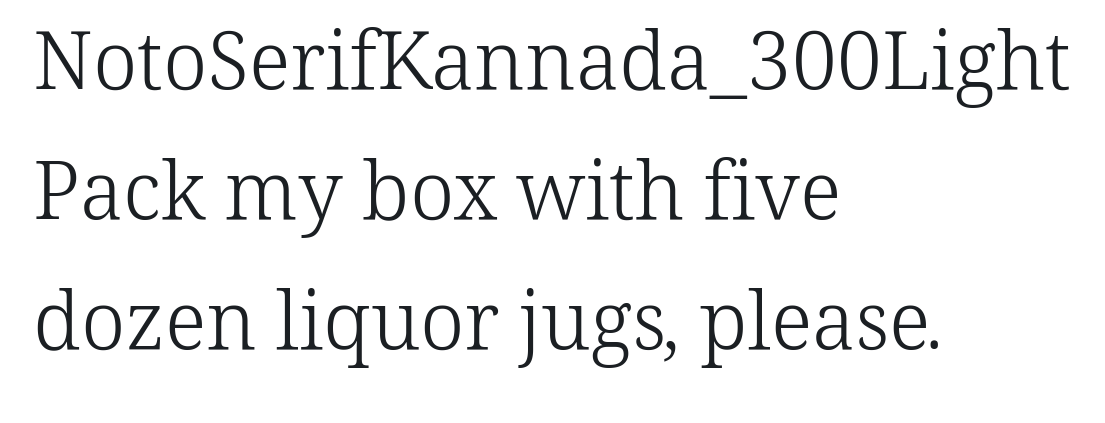 NotoSerifKannada_300Light
Pack my box with five
dozen liquor jugs, please.